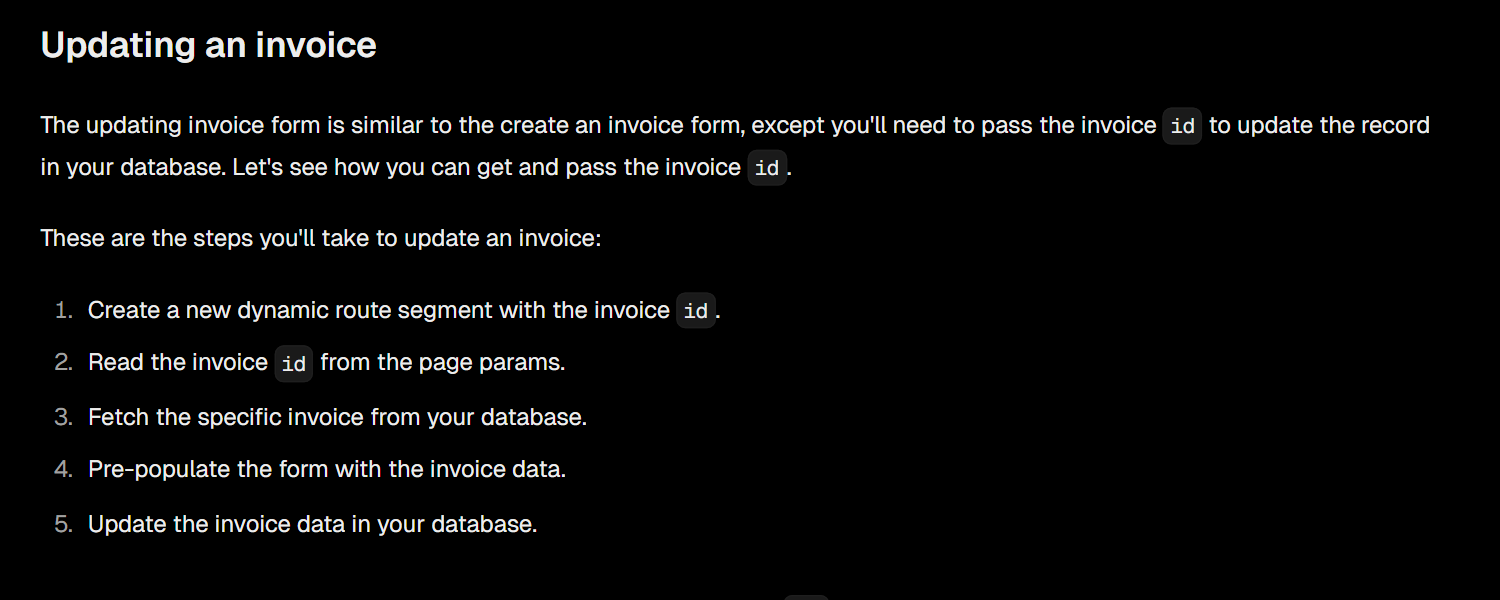 Updating an invoice
The updating invoice form is similar to the create an invoice form, except you'll need to pass the invoice id to update the record
in your database. Let's see how you can get and pass the invoice id.
These are the steps you'll take to update an invoice:
1. Create a new dynamic route segment with the invoice id.
2. Read the invoice id from the page params.
3. Fetch the specific invoice from your database.
4. Pre-populate the form with the invoice data.
5. Update the invoice data in your database.